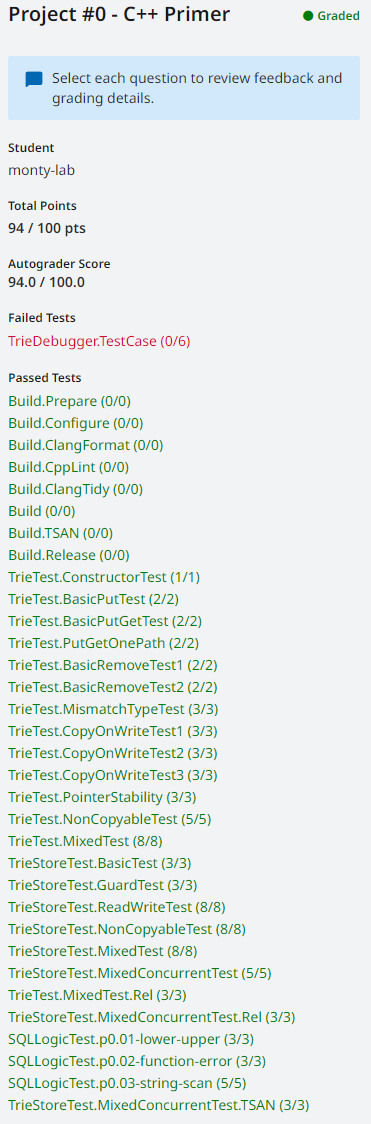 Project #0 - C++ Primer
Graded
Select each question to review feedback and
grading details.
Student
monty-lab
Total Points
94 / 100 pts
Autograder Score
94.0 / 100.0
Failed Tests
TrieDebugger.TestCase (0/6)
Passed Tests
Build.Prepare (0/0)
Build.Configure (0/0)
Build.ClangFormat (0/0)
Build.CppLint (0/0)
Build.ClangTidy (0/0)
Build (0/0)
Build.TSAN (0/0)
Build.Release (0/0)
TrieTest.ConstructorTest (1/1)
TrieTest.BasicPutTest (2/2)
TrieTest.BasicPutGetTest (2/2)
TrieTest.PutGetOnePath (2/2)
TrieTest.BasicRemoveTest1 (2/2)
TrieTest.BasicRemoveTest2 (2/2)
TrieTest.MismatchTypeTest (3/3)
TrieTest.CopyOnWriteTest1 (3/3)
TrieTest.CopyOnWriteTest2 (3/3)
TrieTest.CopyOnWriteTest3 (3/3)
TrieTest.PointerStability (3/3)
TrieTest.NonCopyableTest (5/5)
TrieTest.MixedTest (8/8)
TrieStoreTest.BasicTest (3/3)
TrieStoreTest.GuardTest (3/3)
TrieStoreTest.ReadWriteTest (8/8)
TrieStoreTest.NonCopyableTest (8/8)
TrieStoreTest.MixedTest (8/8)
TrieStoreTest.MixedConcurrentTest (5/5)
TrieTest.MixedTest.Rel (3/3)
TrieStoreTest.MixedConcurrentTest.Rel (3/3)
SQLLogicTest.p0.01-lower-upper (3/3)
SQLLogicTest.p0.02-function-error (3/3)
SQLLogicTest.p0.03-string-scan (5/5)
TrieStoreTest.MixedConcurrentTest.TSAN (3/3)